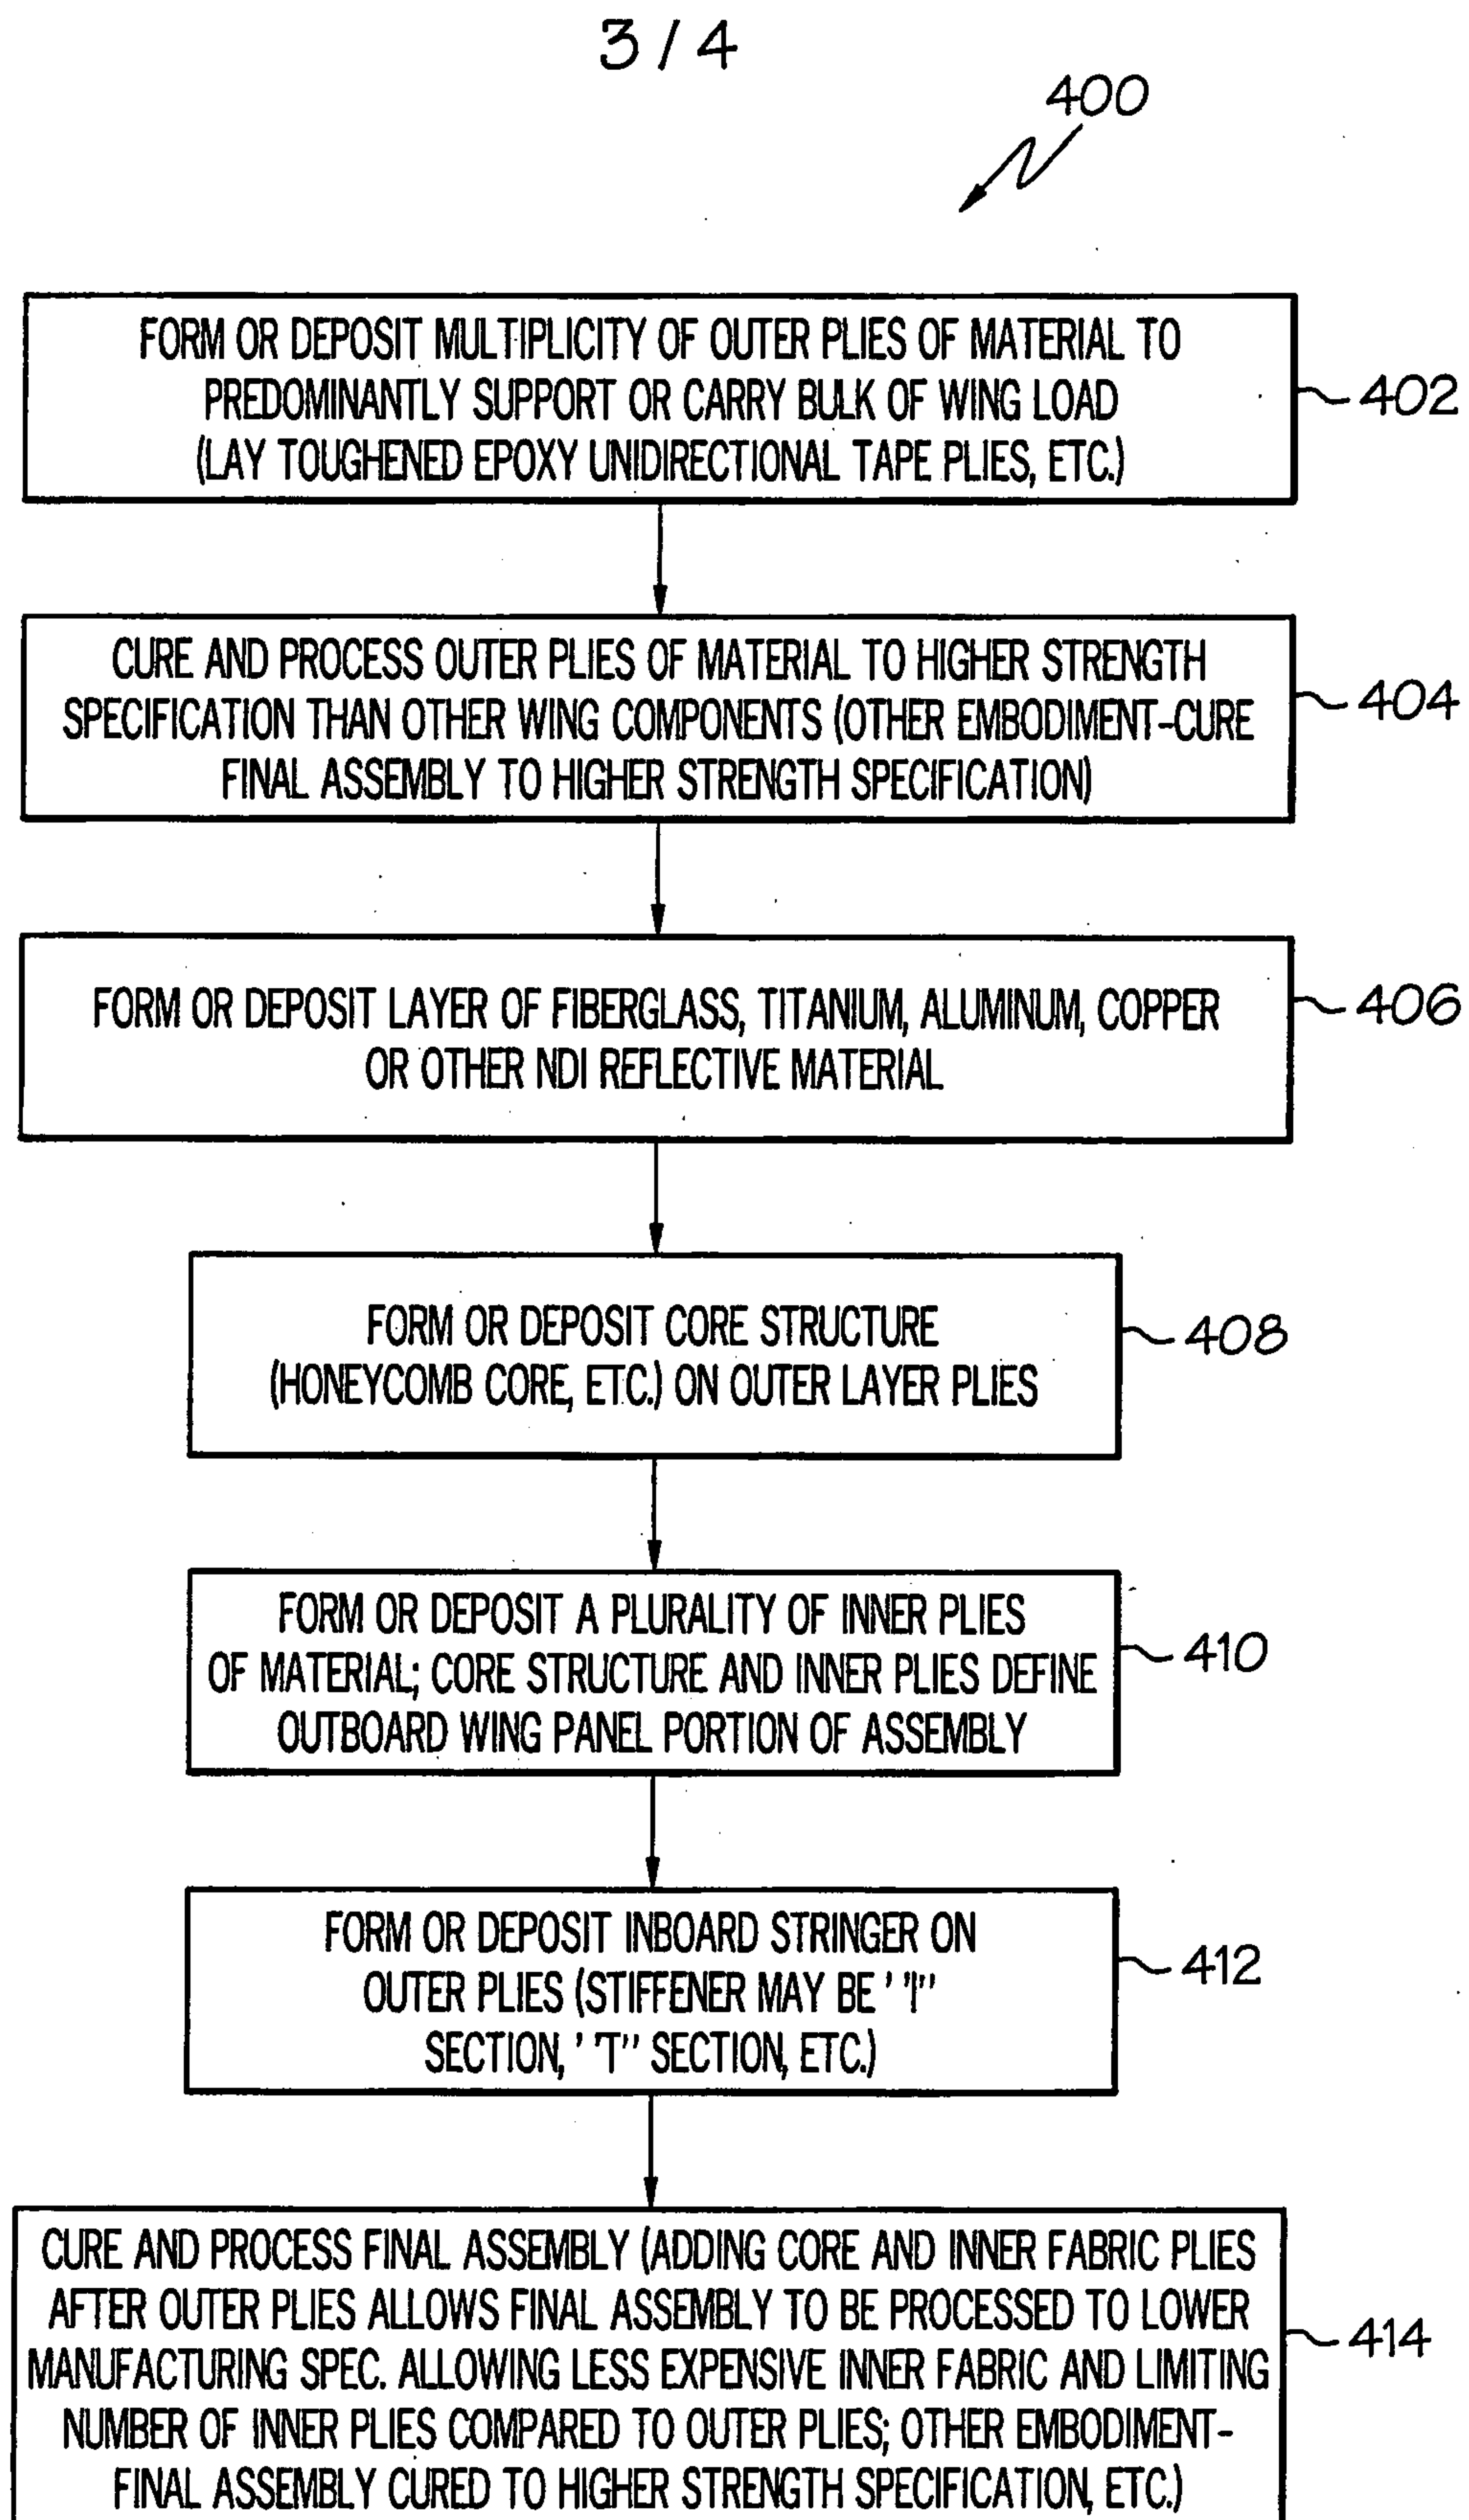 3 / 4
400
FORM OR DEPOSIT MULTIPLICITY OF OUTER PLIES OF MATERIAL TO
PREDOMINANTLY SUPPORT OR CARRY BULK OF WING LOAD
(LAY TOUGHENED EPOXY UNIDIRECTIONAL TAPE PLIES, ETC.)
402
CURE AND PROCESS OUTER PLIES OF MATERIAL TO HIGHER STRENGTH
SPECIFICATION THAN OTHER WING COMPONENTS (OTHER EMBODIMENT-CURE
FINAL ASSEMBLY TO HIGHER STRENGTH SPECIFICATION)
404
FORM OR DEPOSIT LAYER OF FIBERGLASS, TITANIUM, ALUMINUM, COPPER
OR OTHER NDI REFLECTIVE MATERIAL
406
FORM OR DEPOSIT CORE STRUCTURE
(HONEYCOMB CORE, ETC.) ON OUTER LAYER PLIES
408
FORM OR DEPOSIT A PLURALITY OF INNER PLIES
OF MATERIAL; CORE STRUCTURE AND INNER PLIES DEFINE
OUTBOARD WING PANEL PORTION OF ASSEMBLY
410
FORM OR DEPOSIT INBOARD STRINGER ON
OUTER PLIES (STIFFENER MAY BE ' 'I''
SECTION, ' 'T'' SECTION, ETC.)
412
CURE AND PROCESS FINAL ASSEMBLY (ADDING CORE AND INNER FABRIC PLIES
AFTER OUTER PLIES ALLOWS FINAL ASSEMBLY TO BE PROCESSED TO LOWER
MANUFACTURING SPEC. ALLOWING LESS EXPENSIVE INNER FABRIC AND LIMITING
NUMBER OF INNER PLIES COMPARED TO OUTER PLIES; OTHER EMBODIMENT-
FINAL ASSEMBLY CURED TO HIGHER STRENGTH SPECIFICATION, ETC.)
414